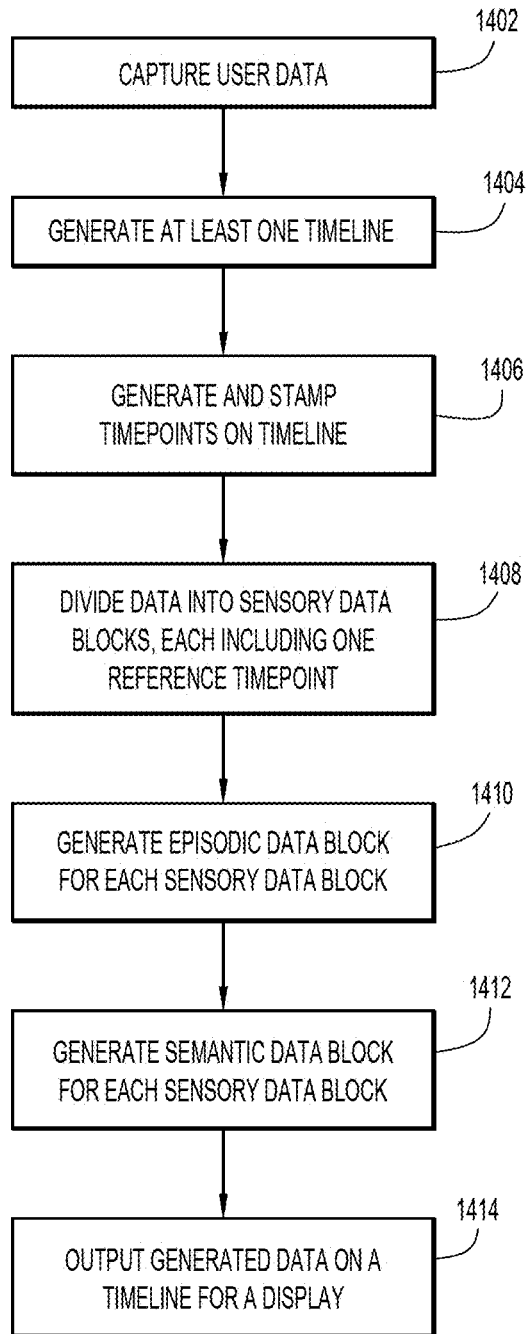 1402
CAPTURE USER DATA
1404
GENERATE AT LEAST ONE TIMELINE
1406
GENERATE AND STAMP
TIMEPOINTS ON TIMELINE
1408
DIVIDE DATA INTO SENSORY DATA
BLOCKS, EACH INCLUDING ONE
REFERENCE TIMEPOINT
1410
GENERATE EPISODIC DATA BLOCK
FOR EACH SENSORY DATA BLOCK
1412
GENERATE SEMANTIC DATA BLOCK
FOR EACH SENSORY DATA BLOCK
1414
OUTPUT GENERATED DATA ON A
TIMELINE FOR A DISPLAY